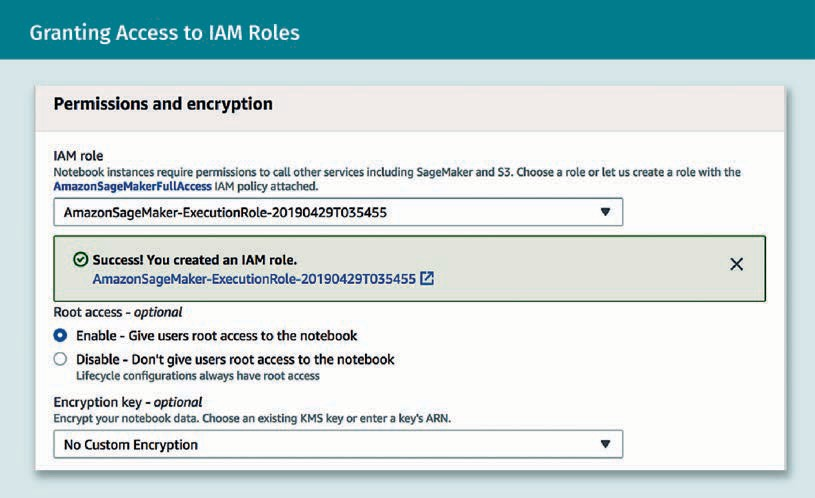 Granting Access to IAM Roles
Permissions and encryption
IAM role
Notebook instances require permissions to call other services including SageMaker and S3. Choose a role or let us create a role with the
AmazonSageMakerFullAccess IAM policy attached.
AmazonSageMaker-ExecutionRole-20190429T035455
Success! You created an IAM role.
AmazonSageMaker-ExecutionRole-20190429T035455
Root access - optional
Enable - Give users root access to the notebook
Disable - Don't give users root access to the notebook
Lifecycle configurations always have root access
Encryption key - optional
Encrypt your notebook data. Choose an existing KMS key or enter a key's ARN.
No Custom Encryption